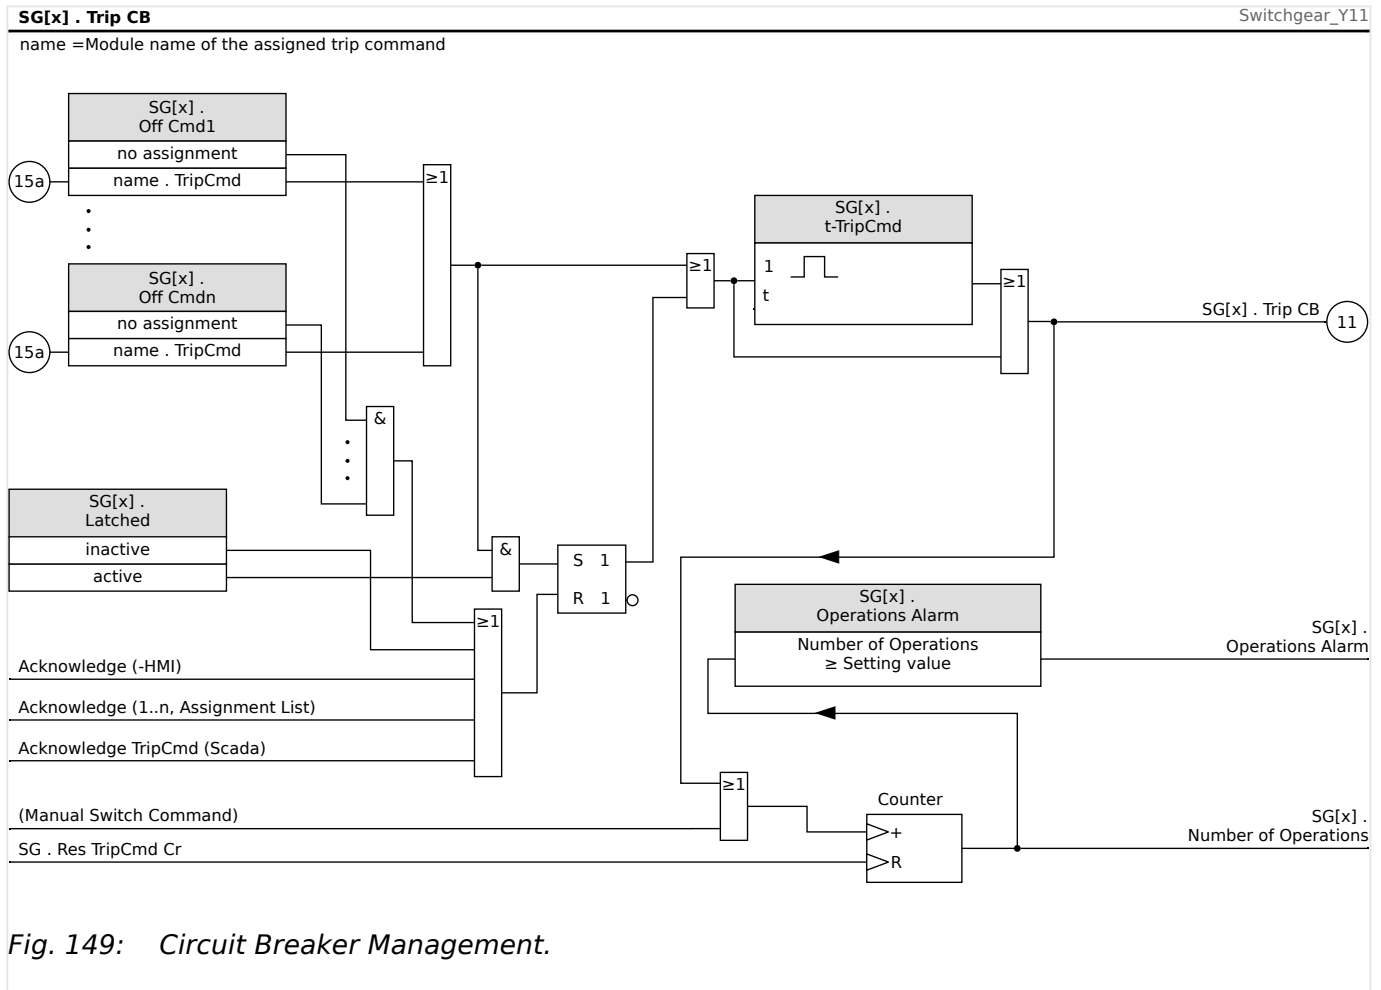 SG[x] . Trip CB
Switchgear_Y11
name =Module name of the assigned trip command
SG[x] .
Off Cmd1
no assignment
15a
name . TripCmd
SG[x] .
Off Cmdn
no assignment
15a
name . TripCmd
≥1
≥1
SG[x] .
t-TripCmd
1
t
≥1
SG[x] . Trip CB
11
&
SG[x] .
Latched
inactive
active
&
S 1
R 1
≥1
Acknowledge (-HMI)
Acknowledge (1..n, Assignment List)
Acknowledge TripCmd (Scada)
SG[x] .
Operations Alarm
Number of Operations
≥ Setting value
SG[x] .
Operations Alarm
≥1
(Manual Switch Command)
SG . Res TripCmd Cr
Counter
+
R
SG[x] .
Number of Operations
Fig. 149: Circuit Breaker Management.